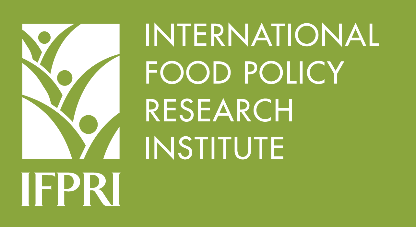 INTERNATIONAL
FOOD POLICY
RESEARCH
INSTITUTE
IFPRI